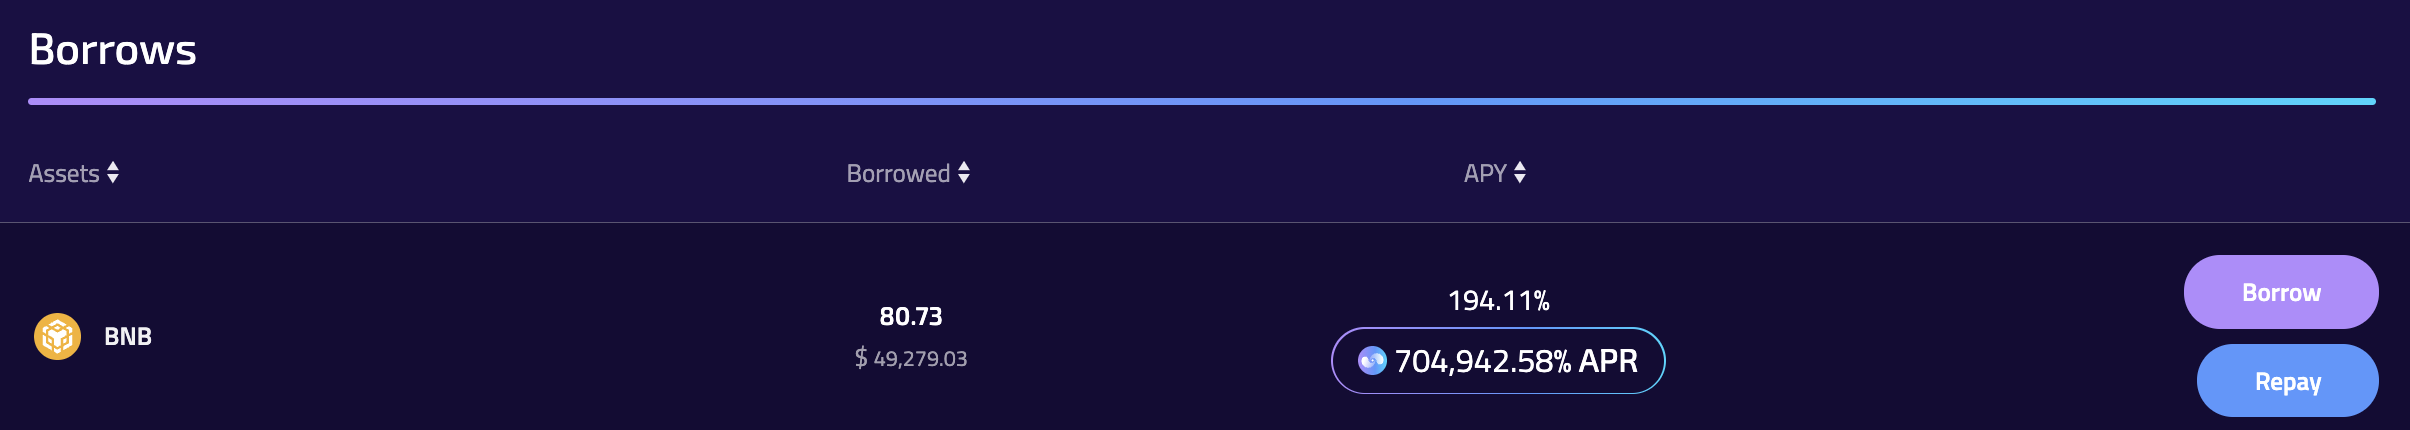 Borrows
Assets Borrowed APY
BNB
80.73
$ 49,279.03
194.11%
704,942.58% APR
Borrow
Repay